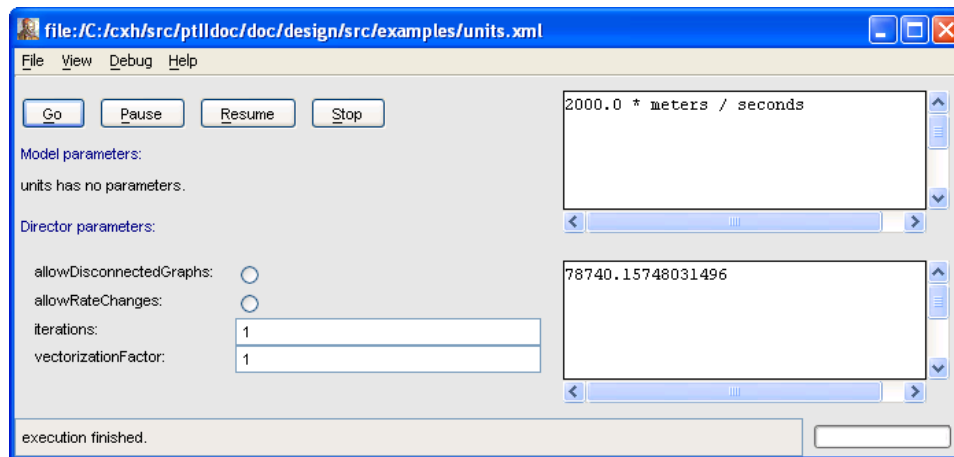 file:/C:/cxh/src/ptIIdoc/doc/design/src/examples/units.xml
File View Debug Help
Go Pause Resume Stop
Model parameters:
units has no parameters.
Director parameters:
allowDisconnectedGraphs:
allowRateChanges:
iterations: 1
vectorizationFactor: 1
2000.0 * meters / seconds
78740.15748031496
execution finished.